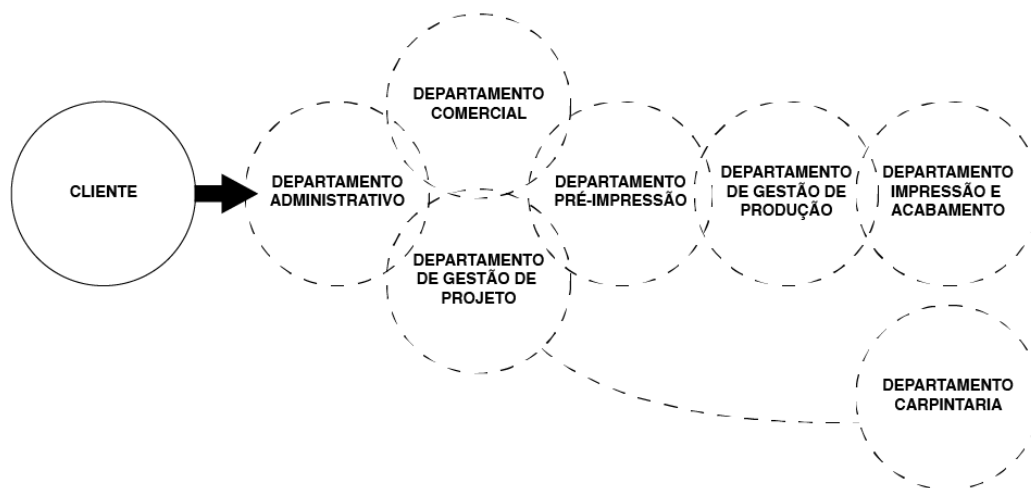 CLIENTE
DEPARTAMENTO
ADMINISTRATIVO
DEPARTAMENTO
COMERCIAL
DEPARTAMENTO
DE GESTÃO DE
PROJETO
DEPARTAMENTO
PRÉ-IMPRESSÃO
DEPARTAMENTO
DE GESTÃO DE
PRODUÇÃO
DEPARTAMENTO
IMPRESSÃO E
ACABAMENTO
DEPARTAMENTO
CARPINTARIA